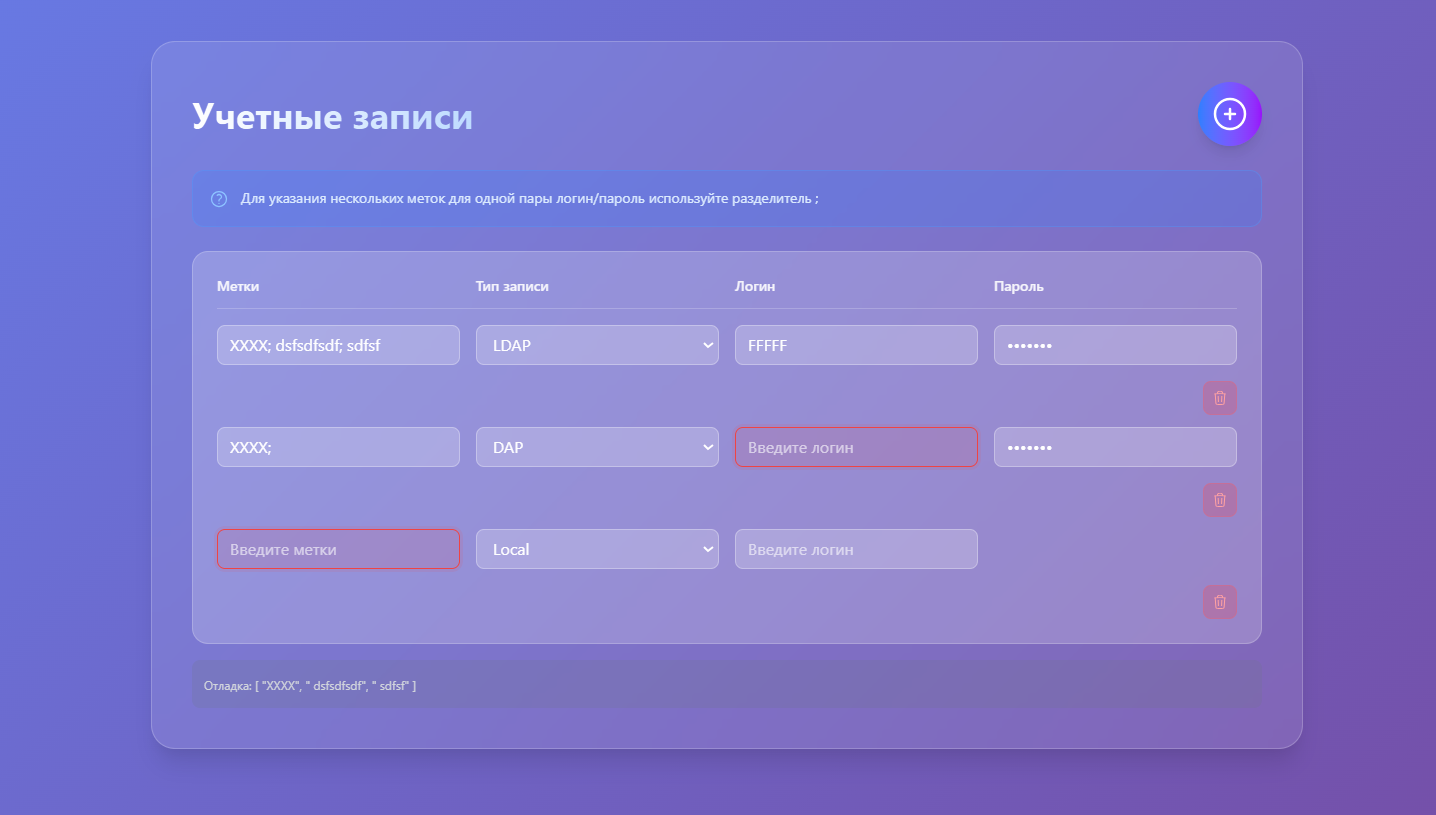 Учетные записи
Для указания нескольких меток для одной пары логин/пароль используйте разделитель ;
Метки Тип записи Логин Пароль
XXXX; dsfsdfsdf; sdfsf LDAP FFFFF •••••••
XXXX; DAP Введите логин •••••••
Введите метки Local Введите логин
Отладка: [ "XXXX", " dsfsdfsdf", " sdfsf" ]